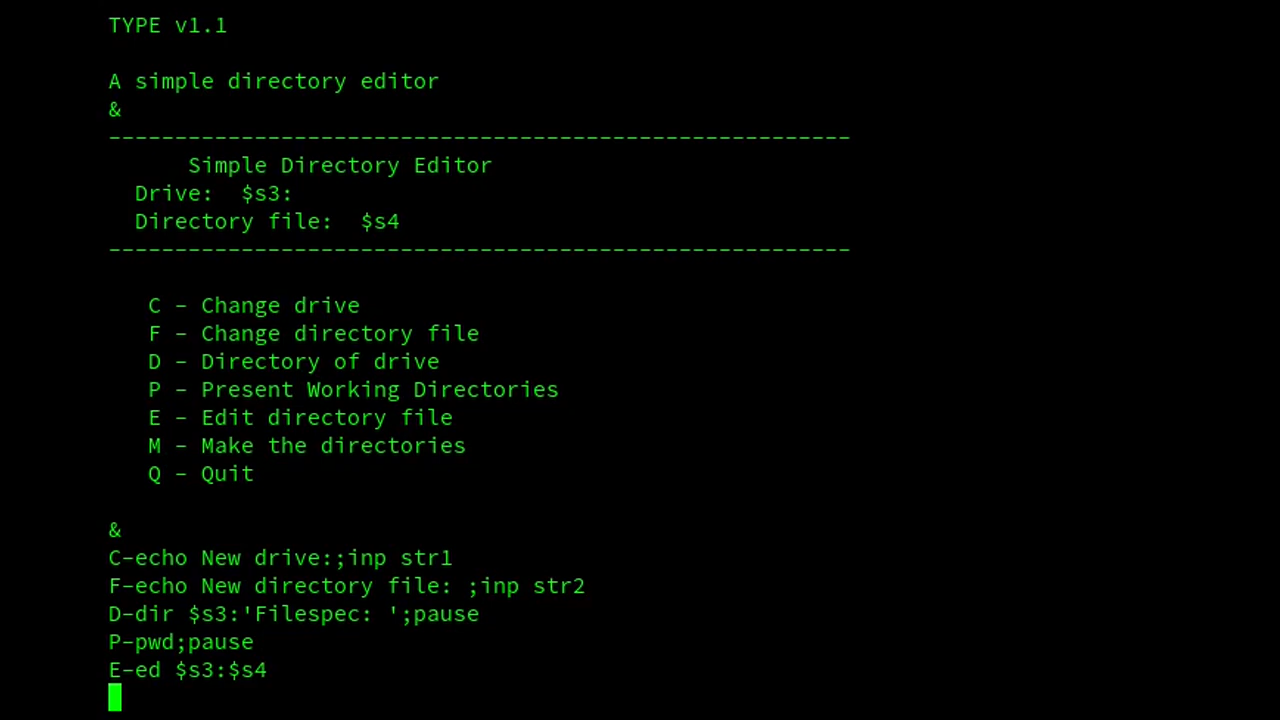 TYPE v1.1
A simple directory editor
&
--------------------------------------------------------
Simple Directory Editor
Drive:  $s3:
Directory file:  $s4
--------------------------------------------------------
C - Change drive
F - Change directory file
D - Directory of drive
P - Present Working Directories
E - Edit directory file
M - Make the directories
Q - Quit
&
C-echo New drive:;inp str1
F-echo New directory file: ;inp str2
D-dir $s3:'Filespec: ';pause
P-pwd;pause
E-ed $s3:$s4